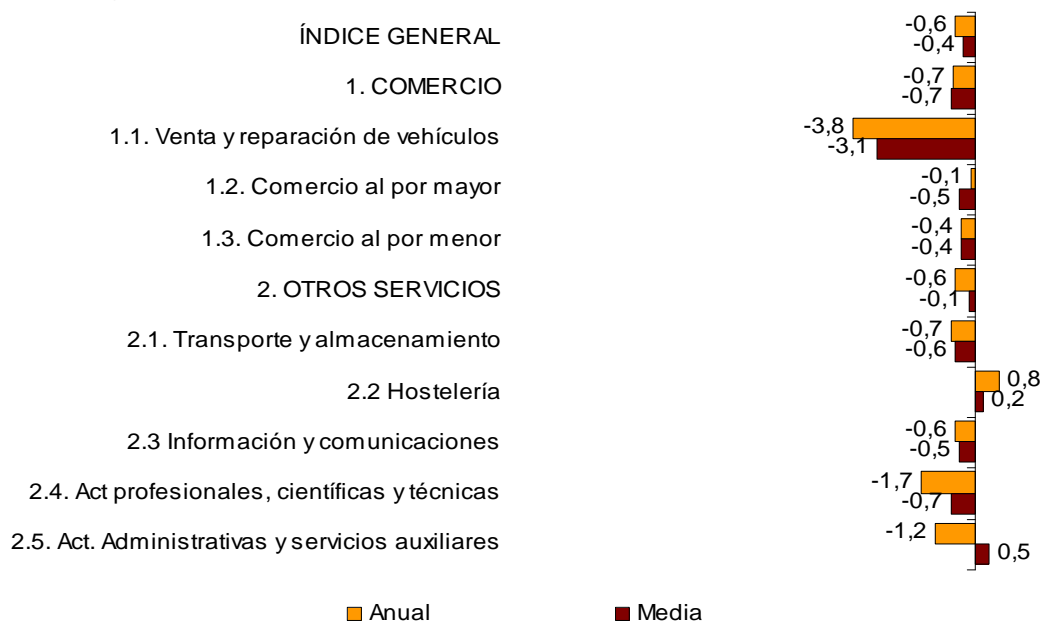 ÍNDICE GENERAL
-0,6
-0,4
1. COMERCIO
-0,7
-0,7
1.1. Venta y reparación de vehículos
-3,8
-3,1
1.2. Comercio al por mayor
-0,1
-0,5
1.3. Comercio al por menor
-0,4
-0,4
2. OTROS SERVICIOS
-0,6
-0,1
2.1. Transporte y almacenamiento
-0,7
-0,6
2.2 Hostelería
0,8
0,2
2.3 Información y comunicaciones
-0,6
-0,5
2.4. Act profesionales, científicas y técnicas
-1,7
-0,7
2.5. Act. Administrativas y servicios auxiliares
-1,2
0,5
Anual Media